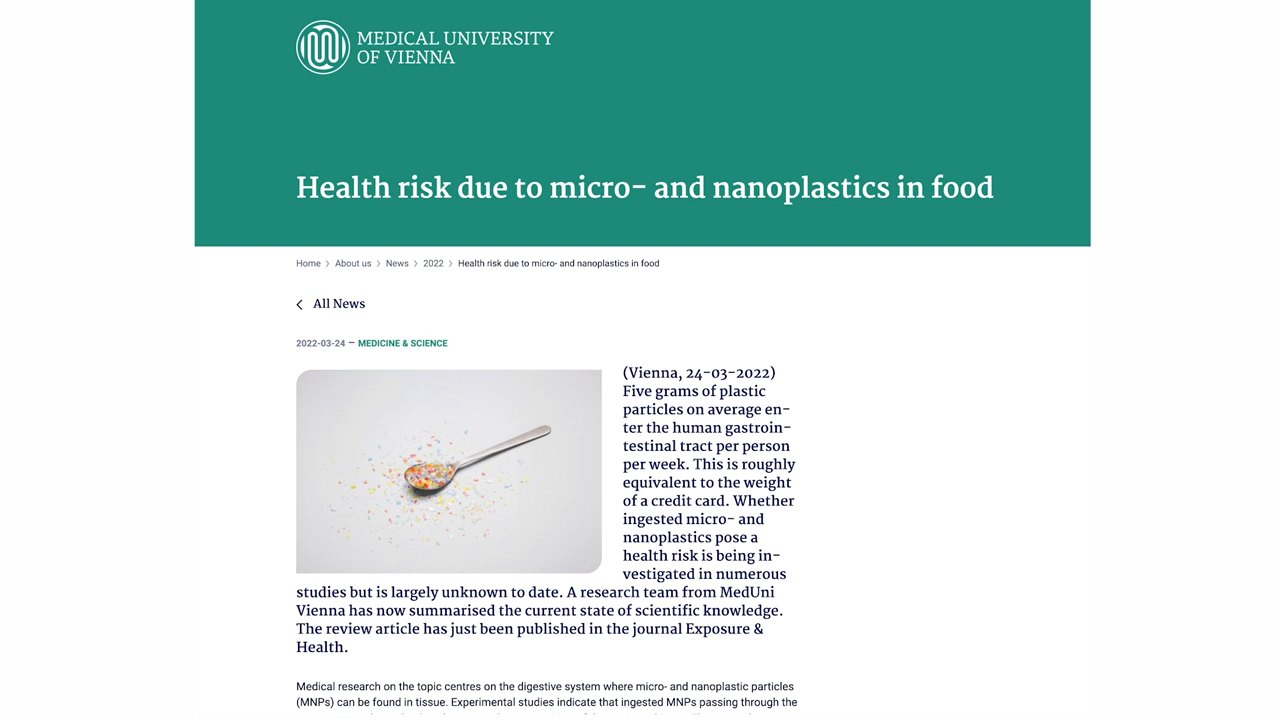 MEDICAL UNIVERSITY
OF VIENNA
Health risk due to micro- and nanoplastics in food
Home > About us > News > 2022 > Health risk due to micro- and nanoplastics in food
All News
2022-03-24 – MEDICINE & SCIENCE
(Vienna, 24-03-2022)
Five grams of plastic
particles on average en-
ter the human gastroin-
testinal tract per person
per week. This is roughly
equivalent to the weight
of a credit card. Whether
ingested micro- and
nanoplastics pose a
health risk is being in-
vestigated in numerous
studies but is largely unknown to date. A research team from MedUni
Vienna has now summarised the current state of scientific knowledge.
The review article has just been published in the journal Exposure &
Health.
Medical research on the topic centres on the digestive system where micro- and nanoplastic particles
(MNPs) can be found in tissue. Experimental studies indicate that ingested MNPs passing through the